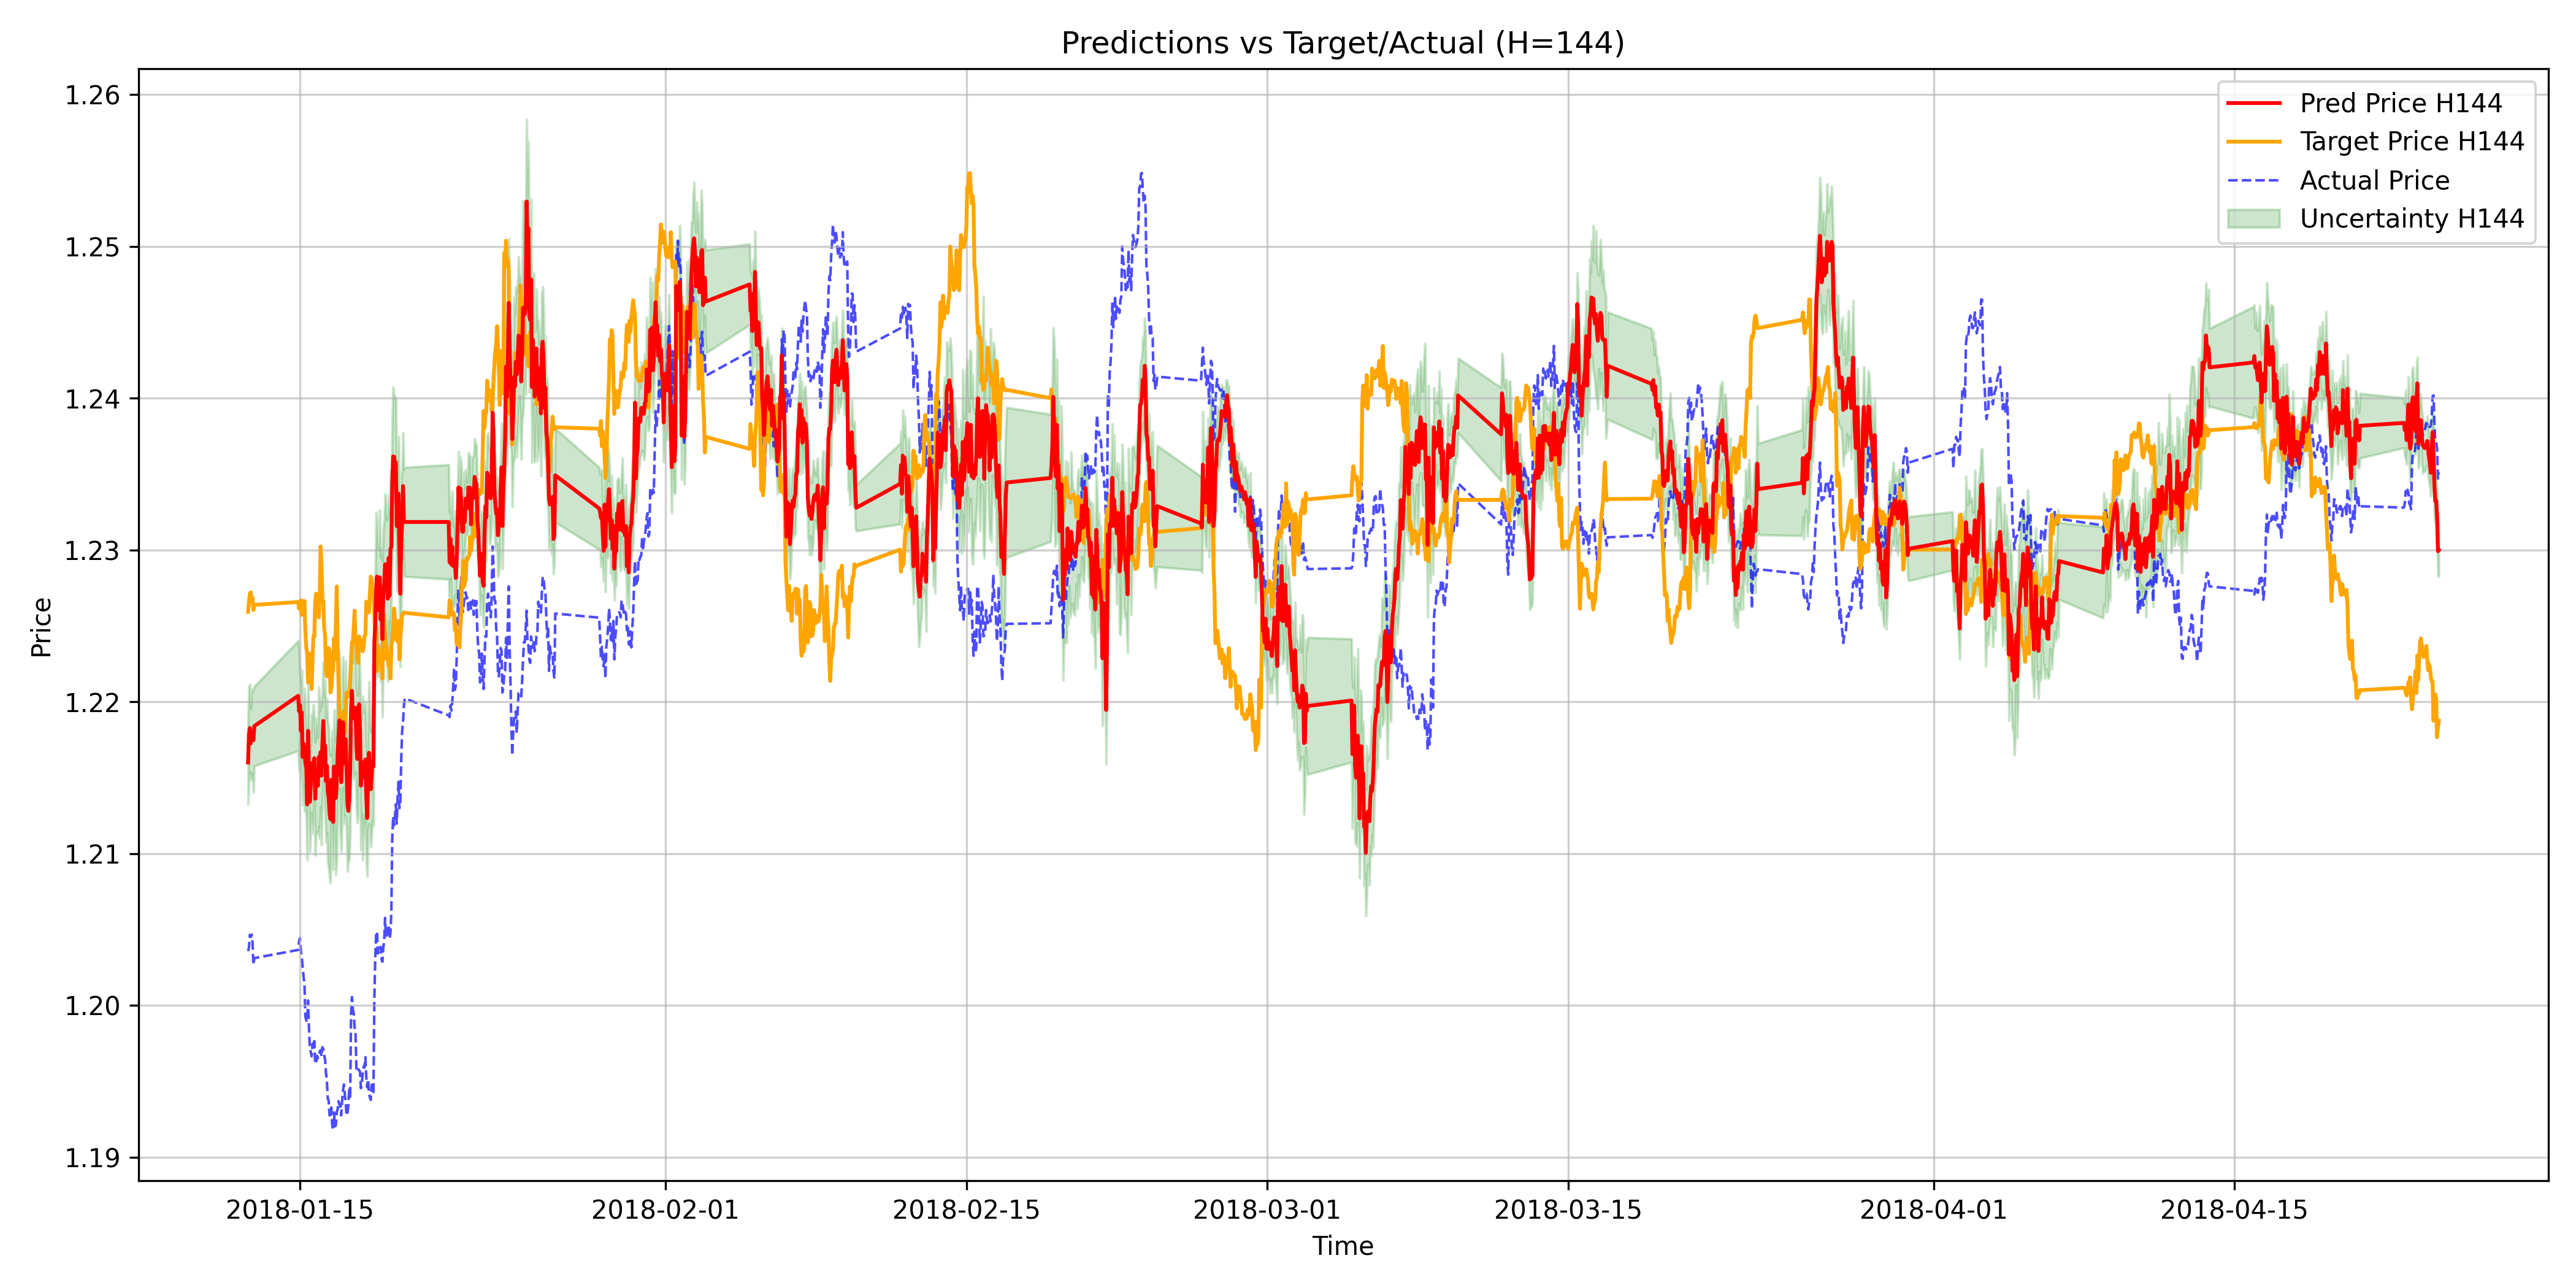 Predictions vs Target/Actual (H=144)
Pred Price H144
Target Price H144
Actual Price
Uncertainty H144
Price
1.26
1.25
1.24
1.23
1.22
1.21
1.20
1.19
2018-01-15
2018-02-01
2018-02-15
2018-03-01
2018-03-15
2018-04-01
2018-04-15
Time